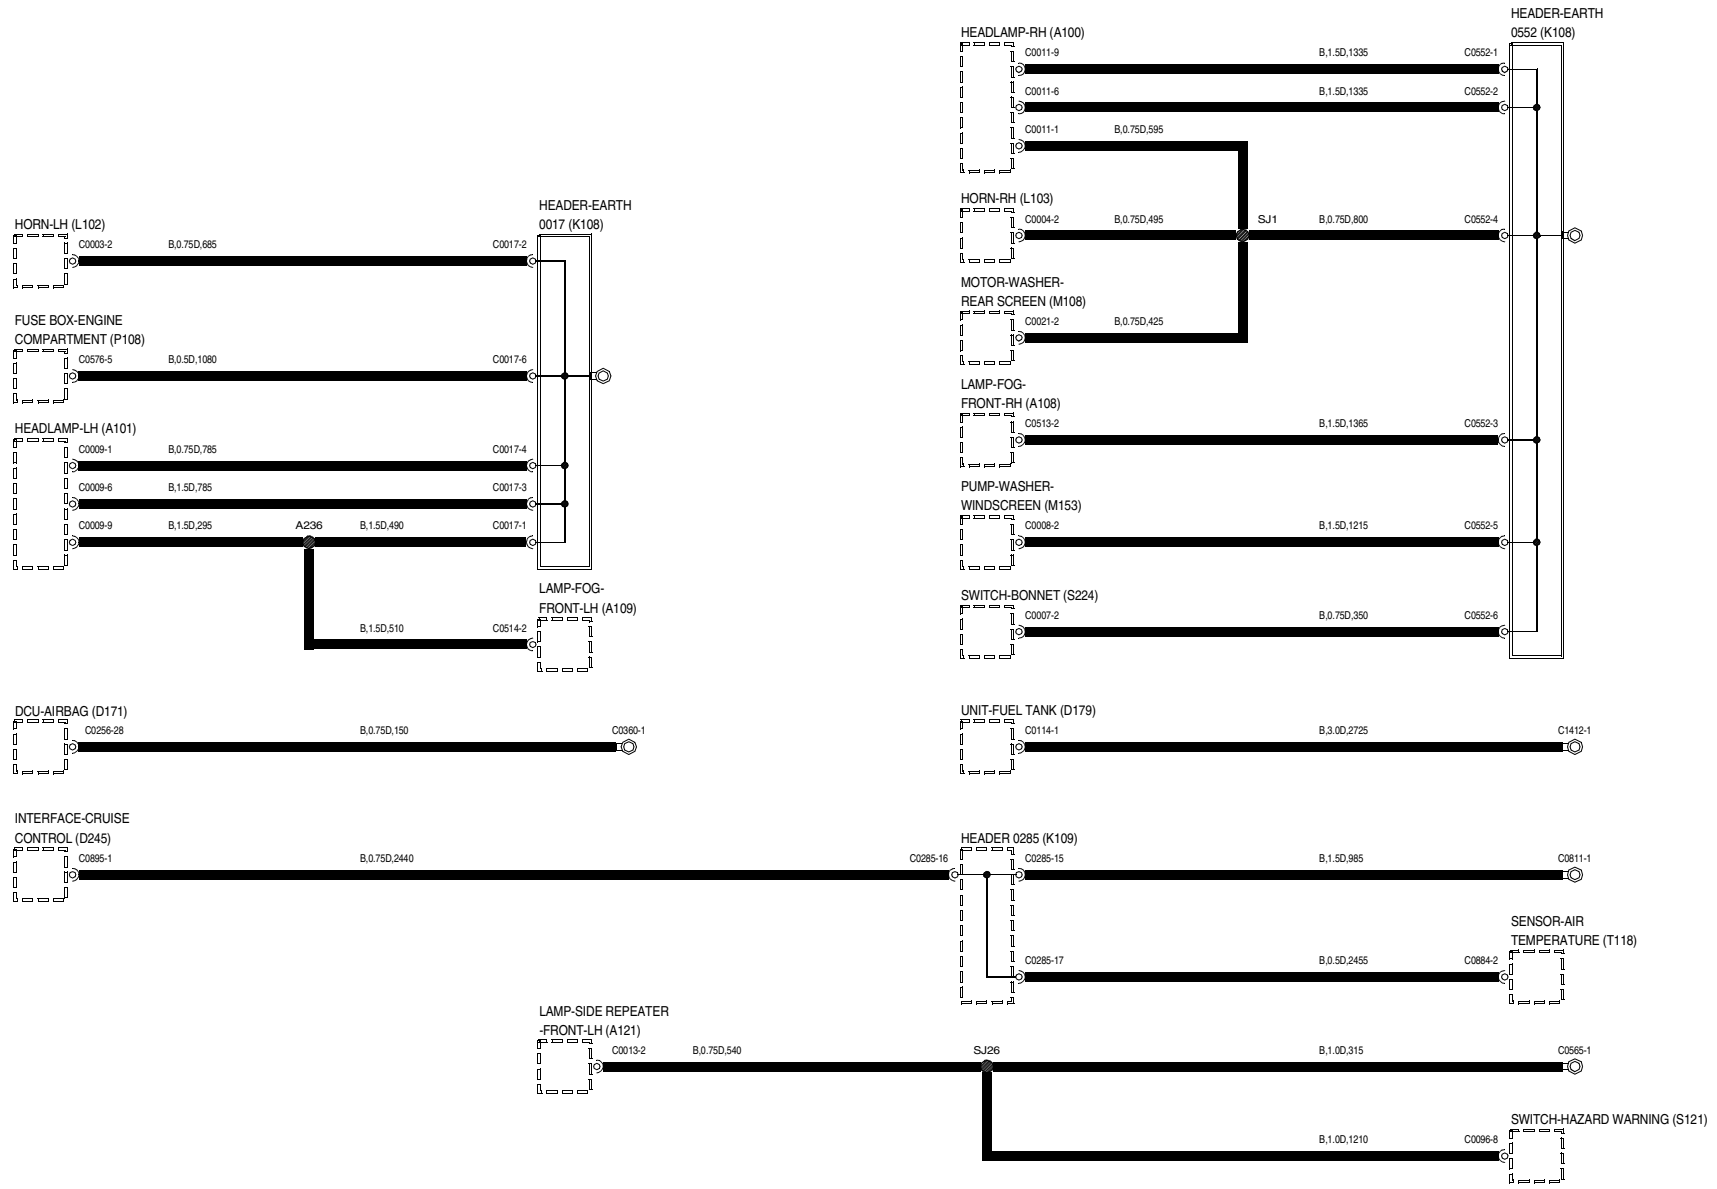 HEADER-EARTH
0552 (K108)
HEADLAMP-RH (A100)
C0011-9 B,1.5D,1335 C0552-1
C0011-6 B,1.5D,1335 C0552-2
C0011-1 B,0.75D,595
HORN-RH (L103)
C0004-2 B,0.75D,495 SJ1 B,0.75D,800 C0552-4
MOTOR-WASHER-
REAR SCREEN (M108)
C0021-2 B,0.75D,425
LAMP-FOG-
FRONT-RH (A108)
C0513-2 B,1.5D,1365 C0552-3
PUMP-WASHER-
WINDSCREEN (M153)
C0008-2 B,1.5D,1215 C0552-5
SWITCH-BONNET (S224)
C0007-2 B,0.75D,350 C0552-6
HEADER-EARTH
0017 (K108)
HORN-LH (L102)
C0003-2 B,0.75D,685 C0017-2
FUSE BOX-ENGINE
COMPARTMENT (P108)
C0576-5 B,0.5D,1080 C0017-6
HEADLAMP-LH (A101)
C0009-1 B,0.75D,785 C0017-4
C0009-6 B,1.5D,785 C0017-3
C0009-9 B,1.5D,295 A236 B,1.5D,490 C0017-1
LAMP-FOG-
FRONT-LH (A109)
B,1.5D,510 C0514-2
DCU-AIRBAG (D171)
C0256-28 B,0.75D,150 C0360-1
UNIT-FUEL TANK (D179)
C0114-1 B,3.0D,2725 C1412-1
INTERFACE-CRUISE
CONTROL (D245)
C0895-1 B,0.75D,2440 C0285-16
HEADER 0285 (K109)
C0285-15 B,1.5D,985 C0811-1
SENSOR-AIR
TEMPERATURE (T118)
C0285-17 B,0.5D,2455 C0884-2
LAMP-SIDE REPEATER
-FRONT-LH (A121)
C0013-2 B,0.75D,540 SJ26 B,1.0D,315 C0565-1
SWITCH-HAZARD WARNING (S121)
B,1.0D,1210 C0096-8